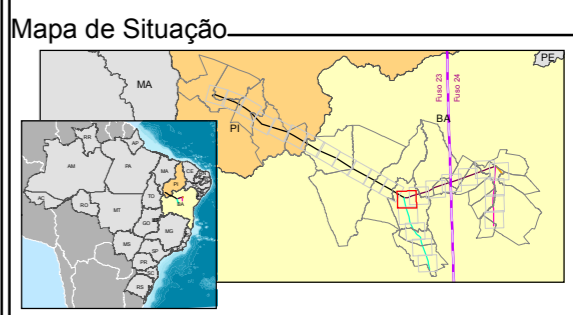 Mapa de Situação
PE
MA
Fuso 23
Fuso 24
BA
PI
RR
AP
AM
PA
MA
CE
PI
AC
TO
RO
BA
MT
GO
MG
MS
SP
PR
SC
RS